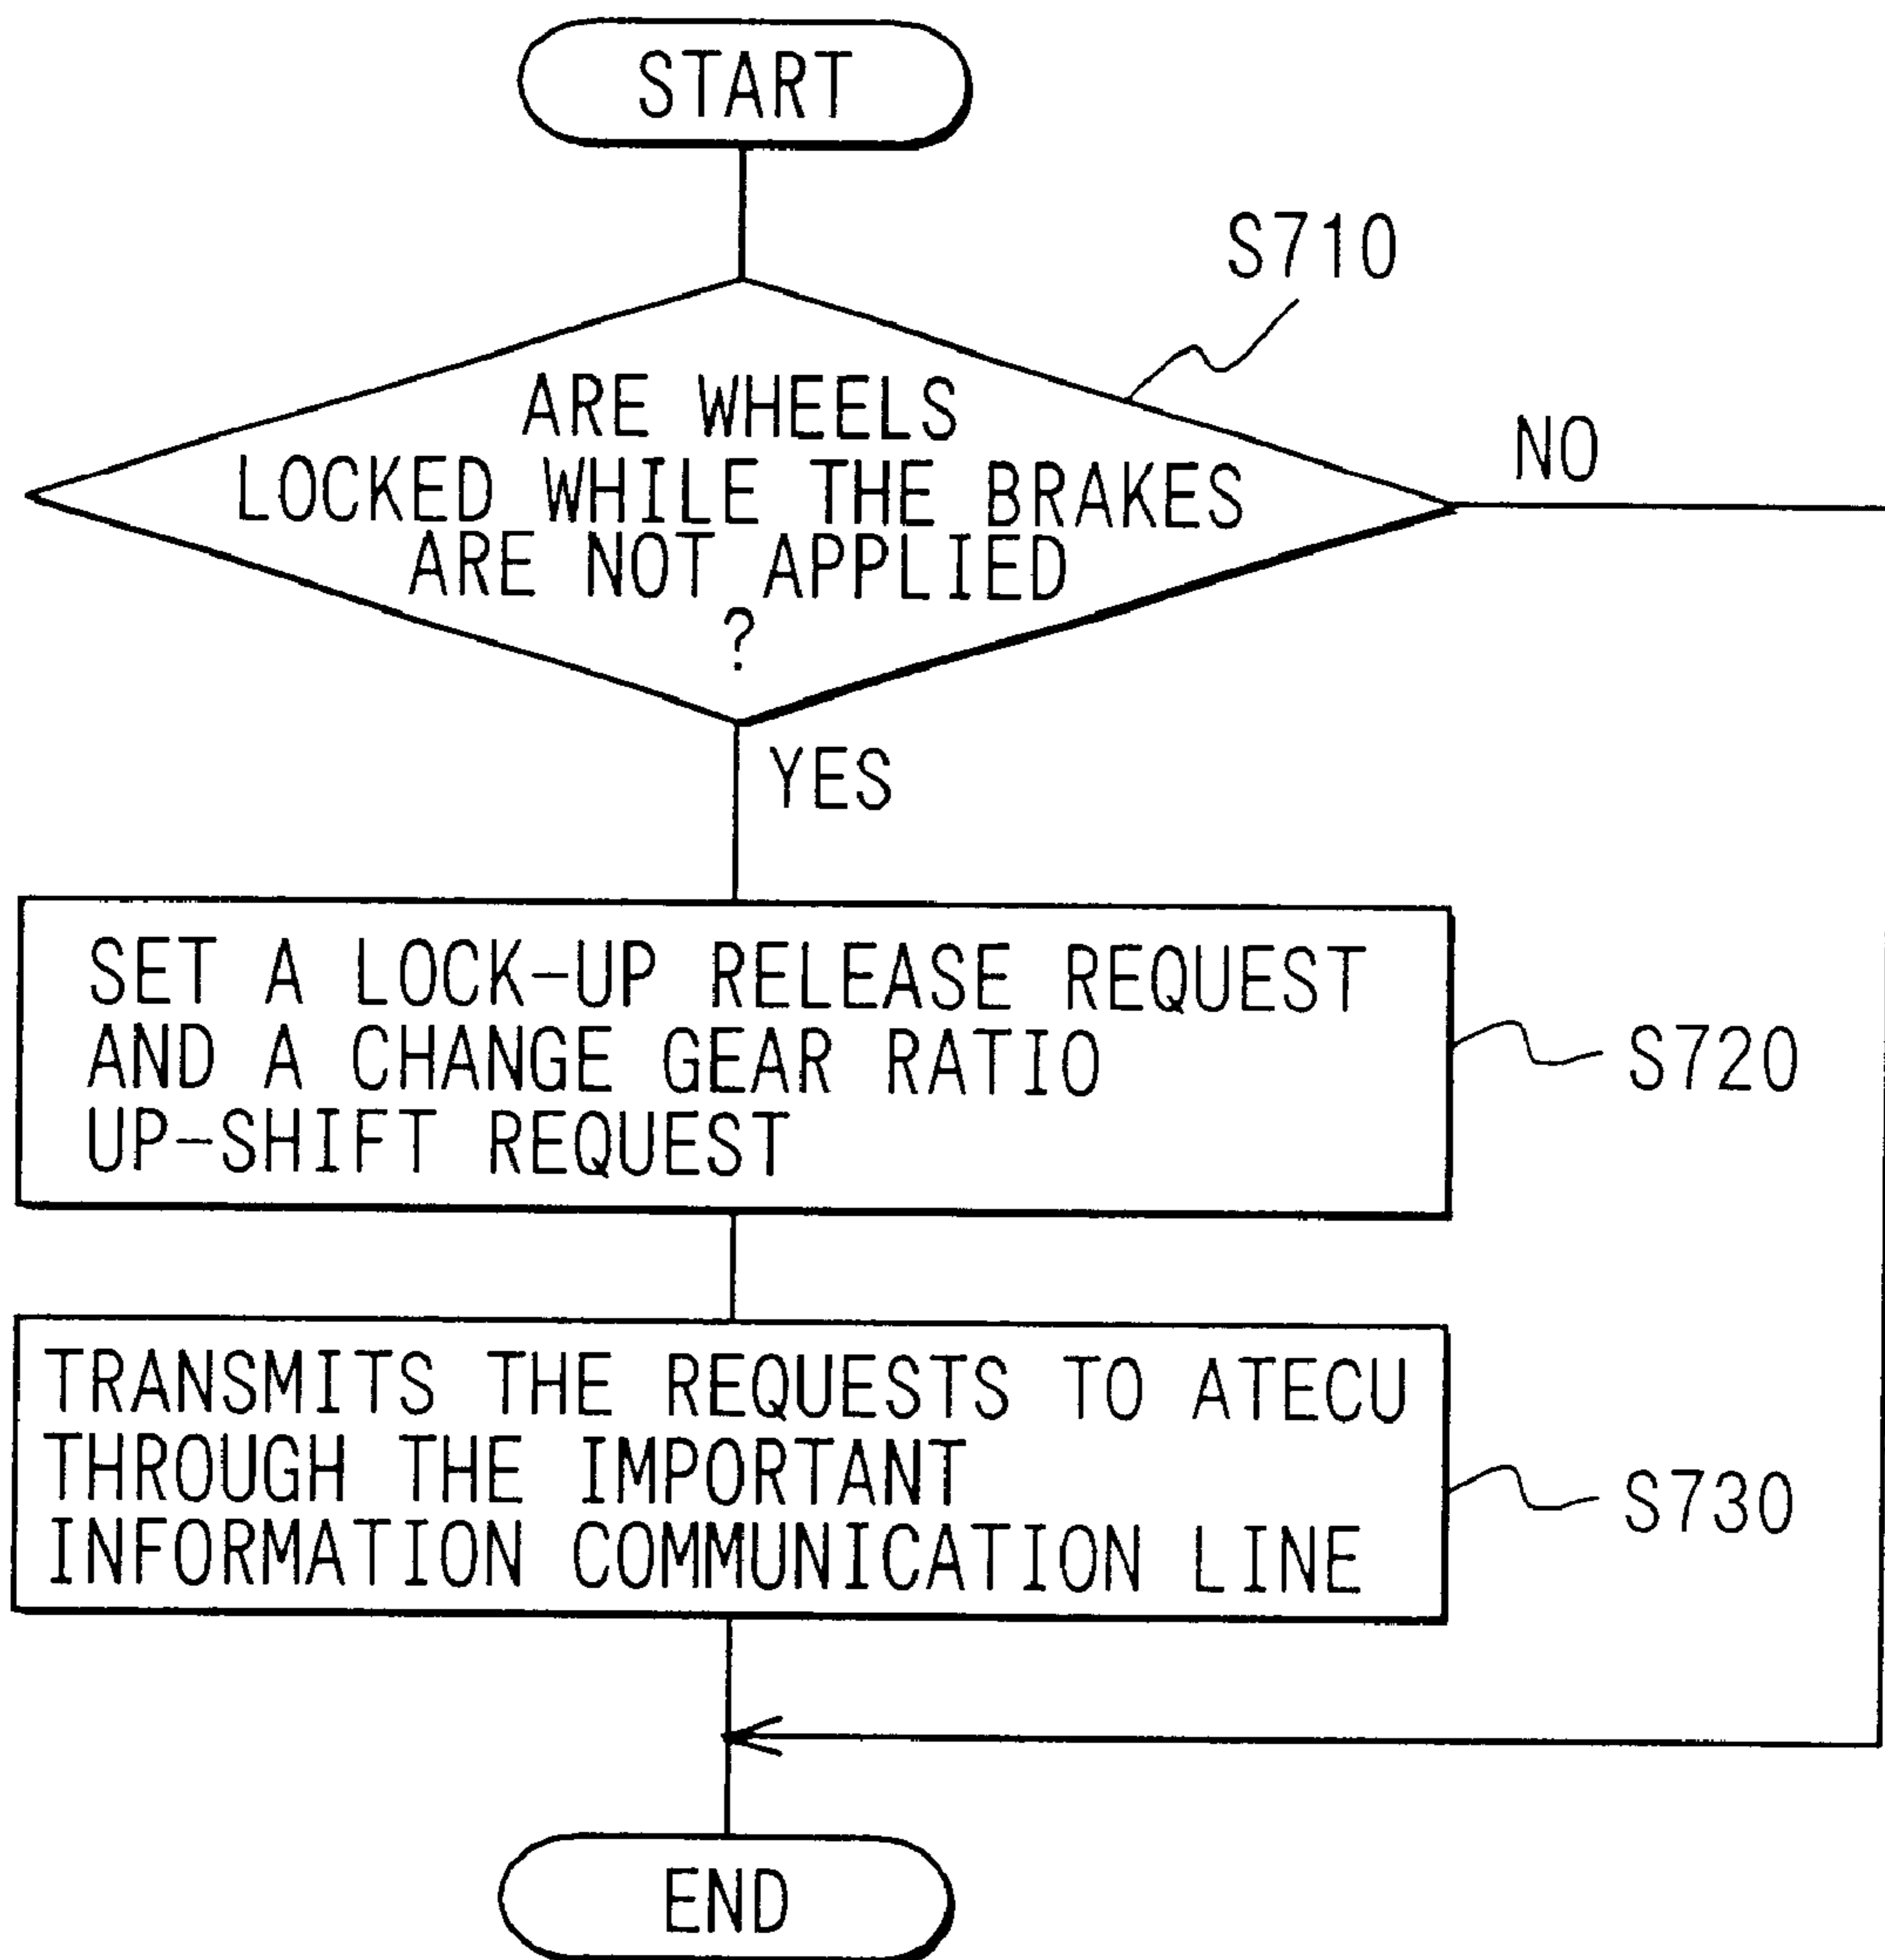 START
S710
ARE WHEELS
LOCKED WHILE THE BRAKES
ARE NOT APPLIED
?
NO
YES
SET A LOCK-UP RELEASE REQUEST
AND A CHANGE GEAR RATIO
UP-SHIFT REQUEST
S720
TRANSMITS THE REQUESTS TO ATECU
THROUGH THE IMPORTANT
INFORMATION COMMUNICATION LINE
S730
END